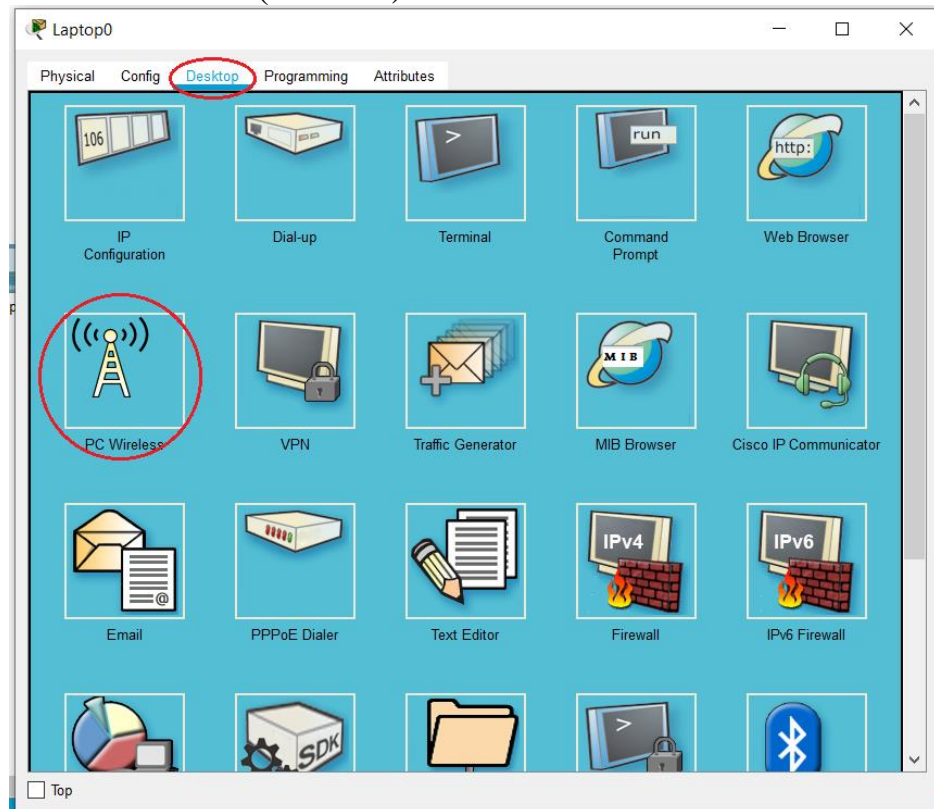 Laptop0
Physical Config Desktop Programming Attributes
106
>
run
http:
IP
Configuration
Dial-up
Terminal
Command
Prompt
Web Browser
MIB
PC Wireless
VPN
Traffic Generator
MIB Browser
Cisco IP Communicator
@
IPv4
IPv6
Email
PPPoE Dialer
Text Editor
Firewall
IPv6 Firewall
SDK
>
Top